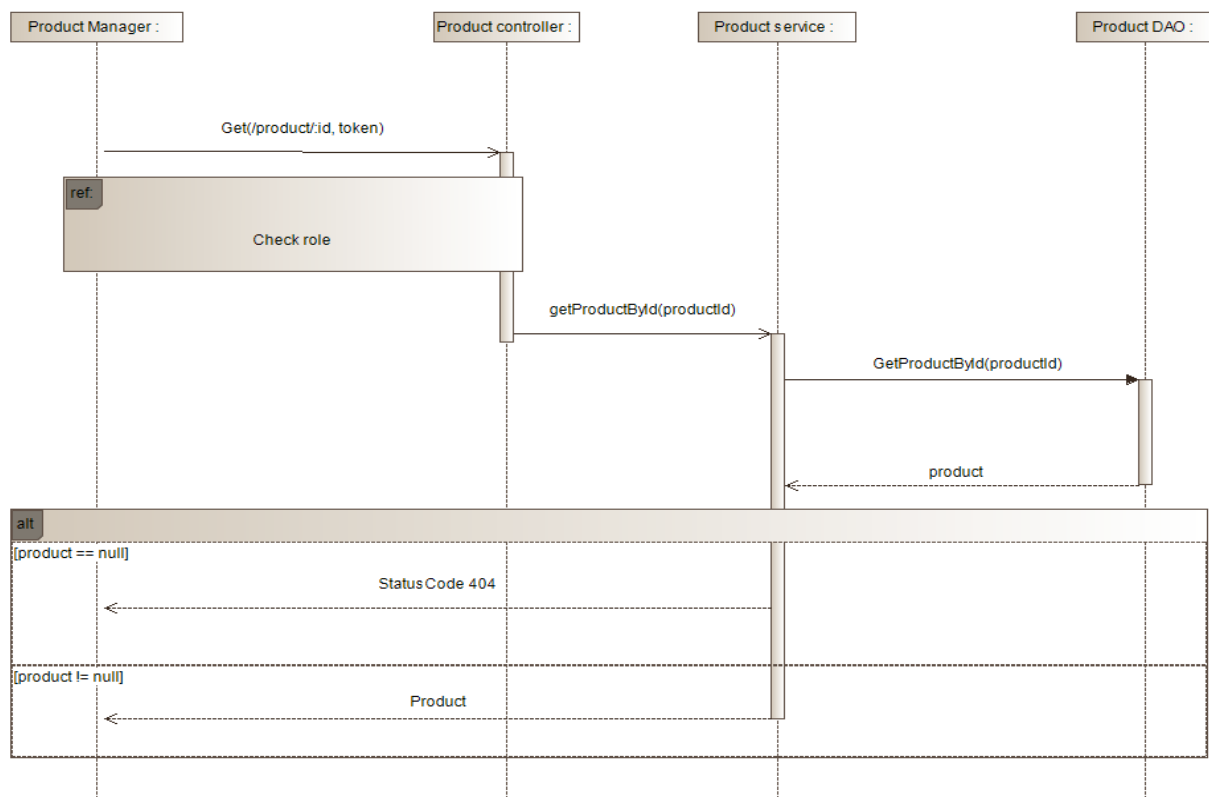 Product Manager :
Product controller :
Product service :
Product DAO :
Get(/product/:id, token)
ref:
Check role
getProductById(productId)
GetProductById(productId)
product
alt
[product == null]
Status Code 404
[product != null]
Product